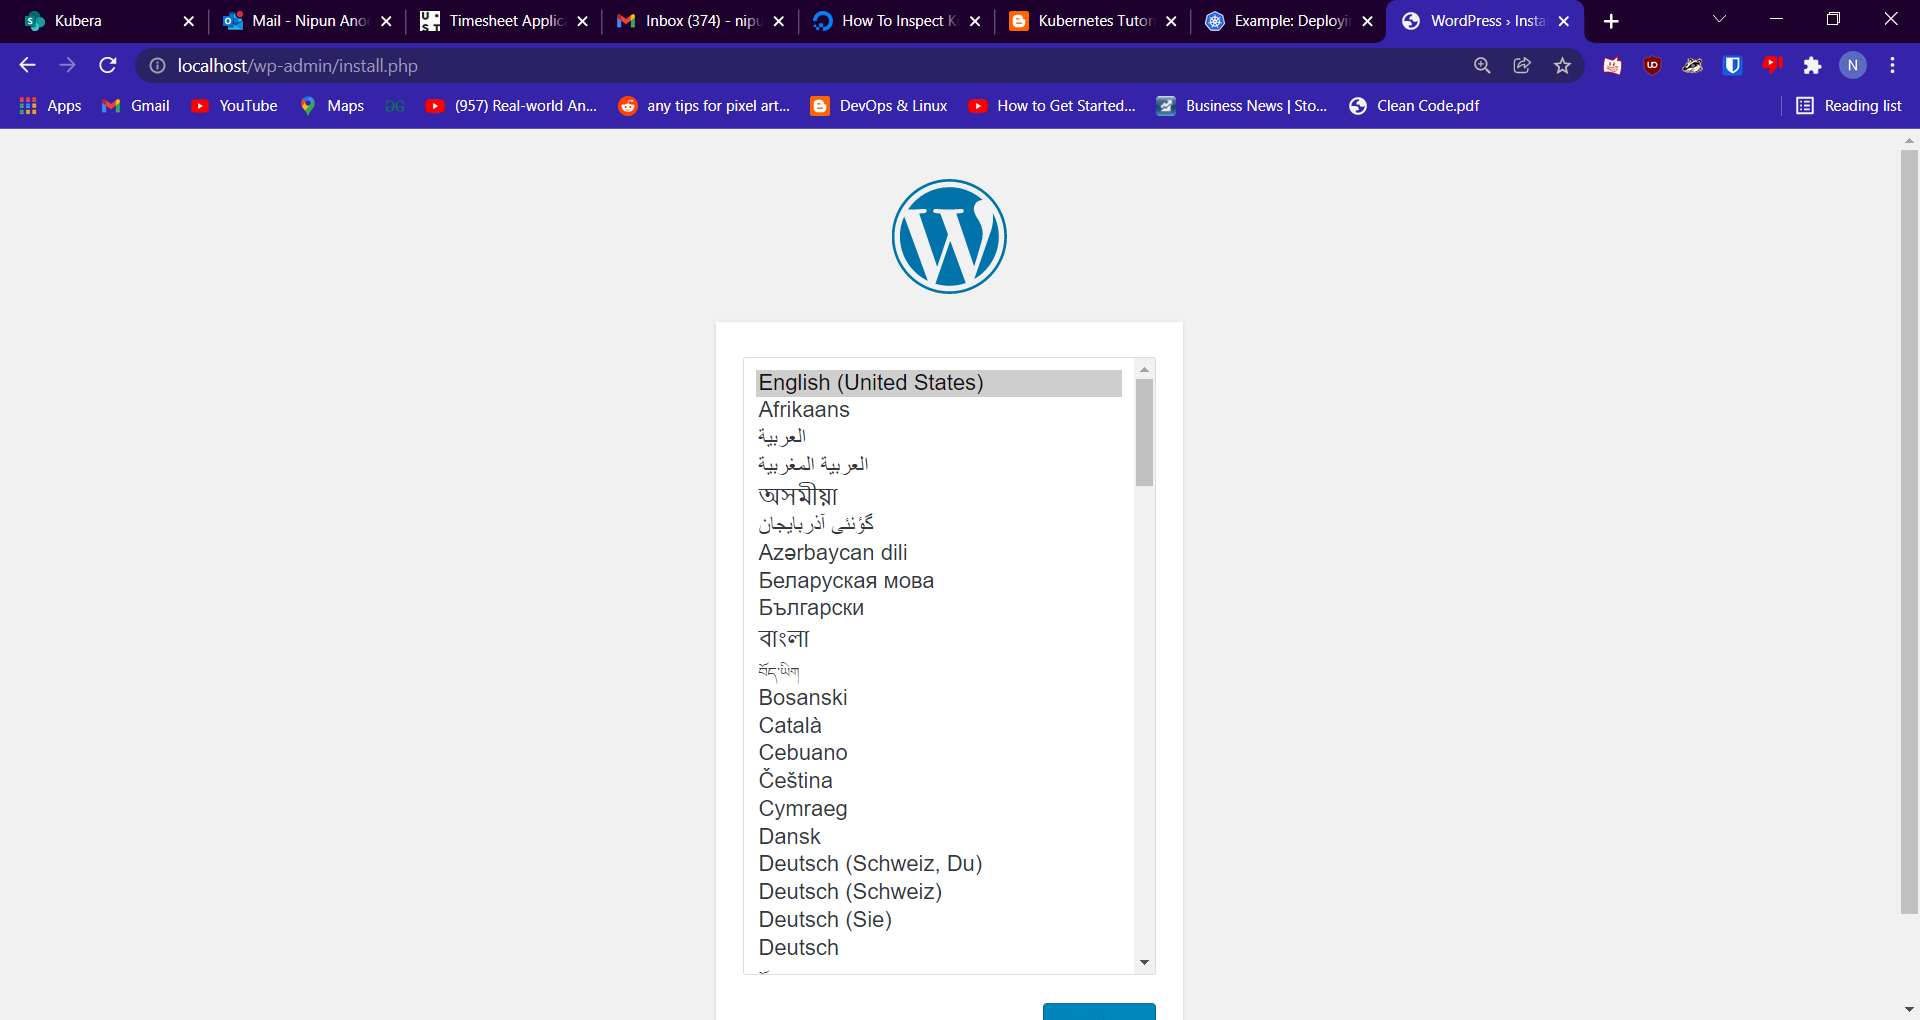 Kubera
Mail - Nipun Ano
Timesheet Applic
Inbox (374) - nipu
How To Inspect K
Kubernetes Tutori
Example: Deployi
WordPress › Insta
localhost/wp-admin/install.php
N
Apps
Gmail
YouTube
Maps
(957) Real-world An...
any tips for pixel art...
DevOps & Linux
How to Get Started...
Business News | Sto...
Clean Code.pdf
Reading list
English (United States)
Afrikaans
العربية
العربية المغربية
অসমীয়া
گؤنئی آذربایجان
Azərbaycan dili
Беларуская мова
Български
বাংলা
བོད་ཡིག
Bosanski
Català
Cebuano
Čeština
Cymraeg
Dansk
Deutsch (Schweiz, Du)
Deutsch (Schweiz)
Deutsch (Sie)
Deutsch